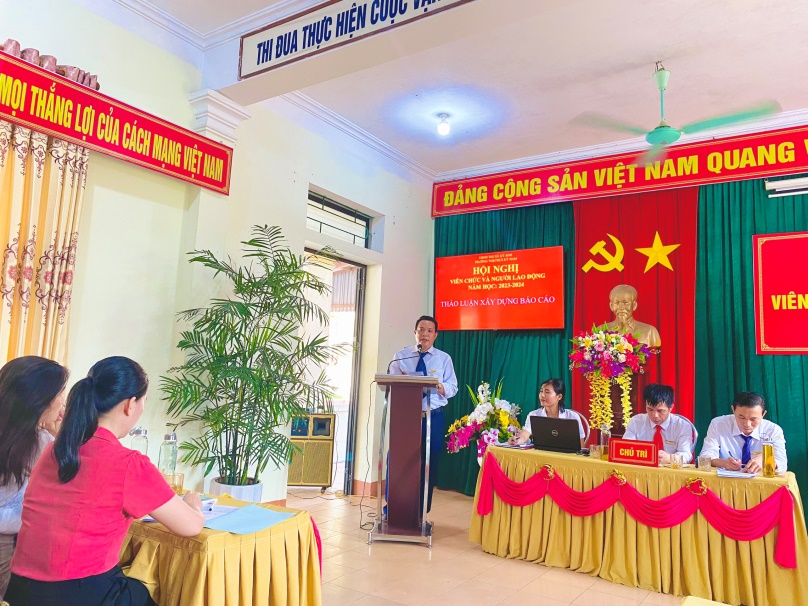 THI ĐUA THỰC HIỆN CUỘC VẬ
MỌI THẮNG LỢI CỦA CÁCH MẠNG VIỆT NAM
ĐẢNG CỘNG SẢN VIỆT NAM QUANG
HỘI NGHỊ
VIÊN CHỨC VÀ NGƯỜI LAO ĐỘNG
NĂM HỌC: 2023-2024
THẢO LUẬN XÂY DỰNG BÁO CÁO
VIÊN
CHỦ TRÌ
DELL